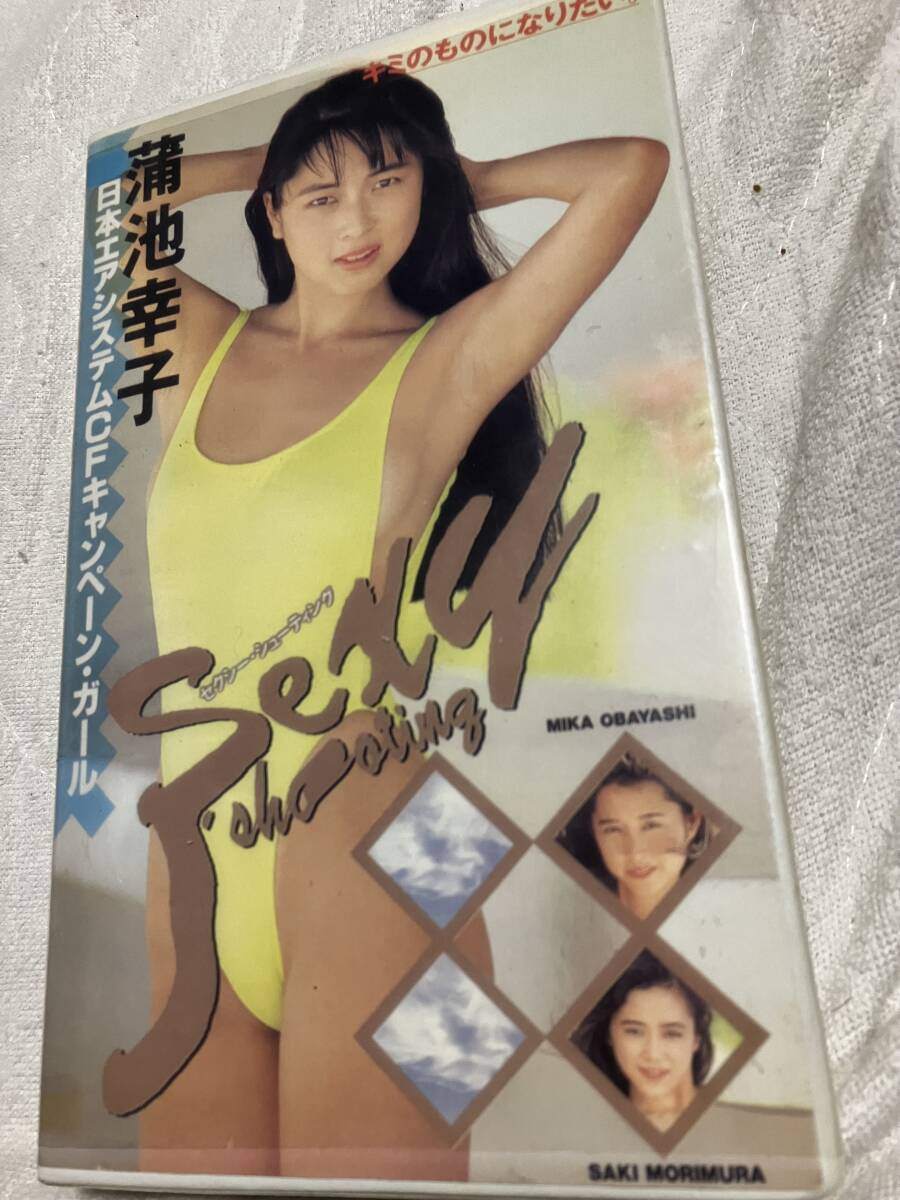 キミのものになりたい。
蒲池幸子
日本エアシステムCFキャンペーン・ガール
セクシー・シューティング
Sexy
shooting
MIKA OBAYASHI
SAKI MORIMURA